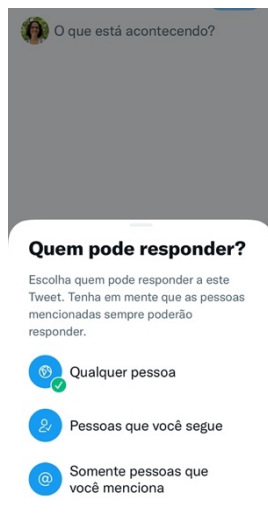 O que está acontecendo?
Quem pode responder?
Escolha quem pode responder a este
Tweet. Tenha em mente que as pessoas
mencionadas sempre poderão
responder.
Qualquer pessoa
Pessoas que você segue
Somente pessoas que
você menciona